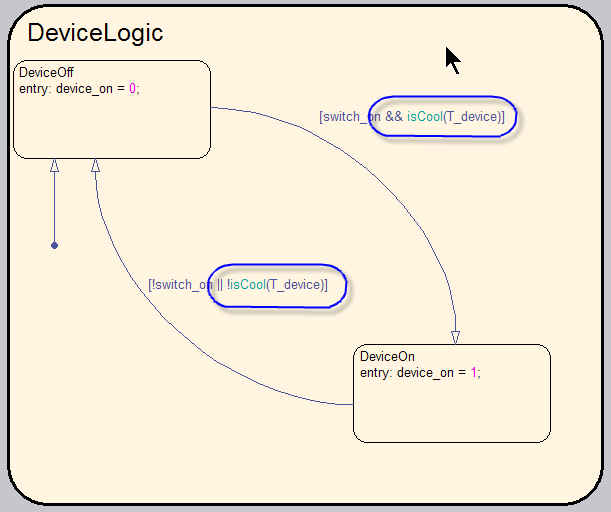 DeviceLogic
DeviceOff
entry: device_on = 0;
[switch_on && isCool(T_device)]
[!switch_on || !isCool(T_device)]
DeviceOn
entry: device_on = 1;